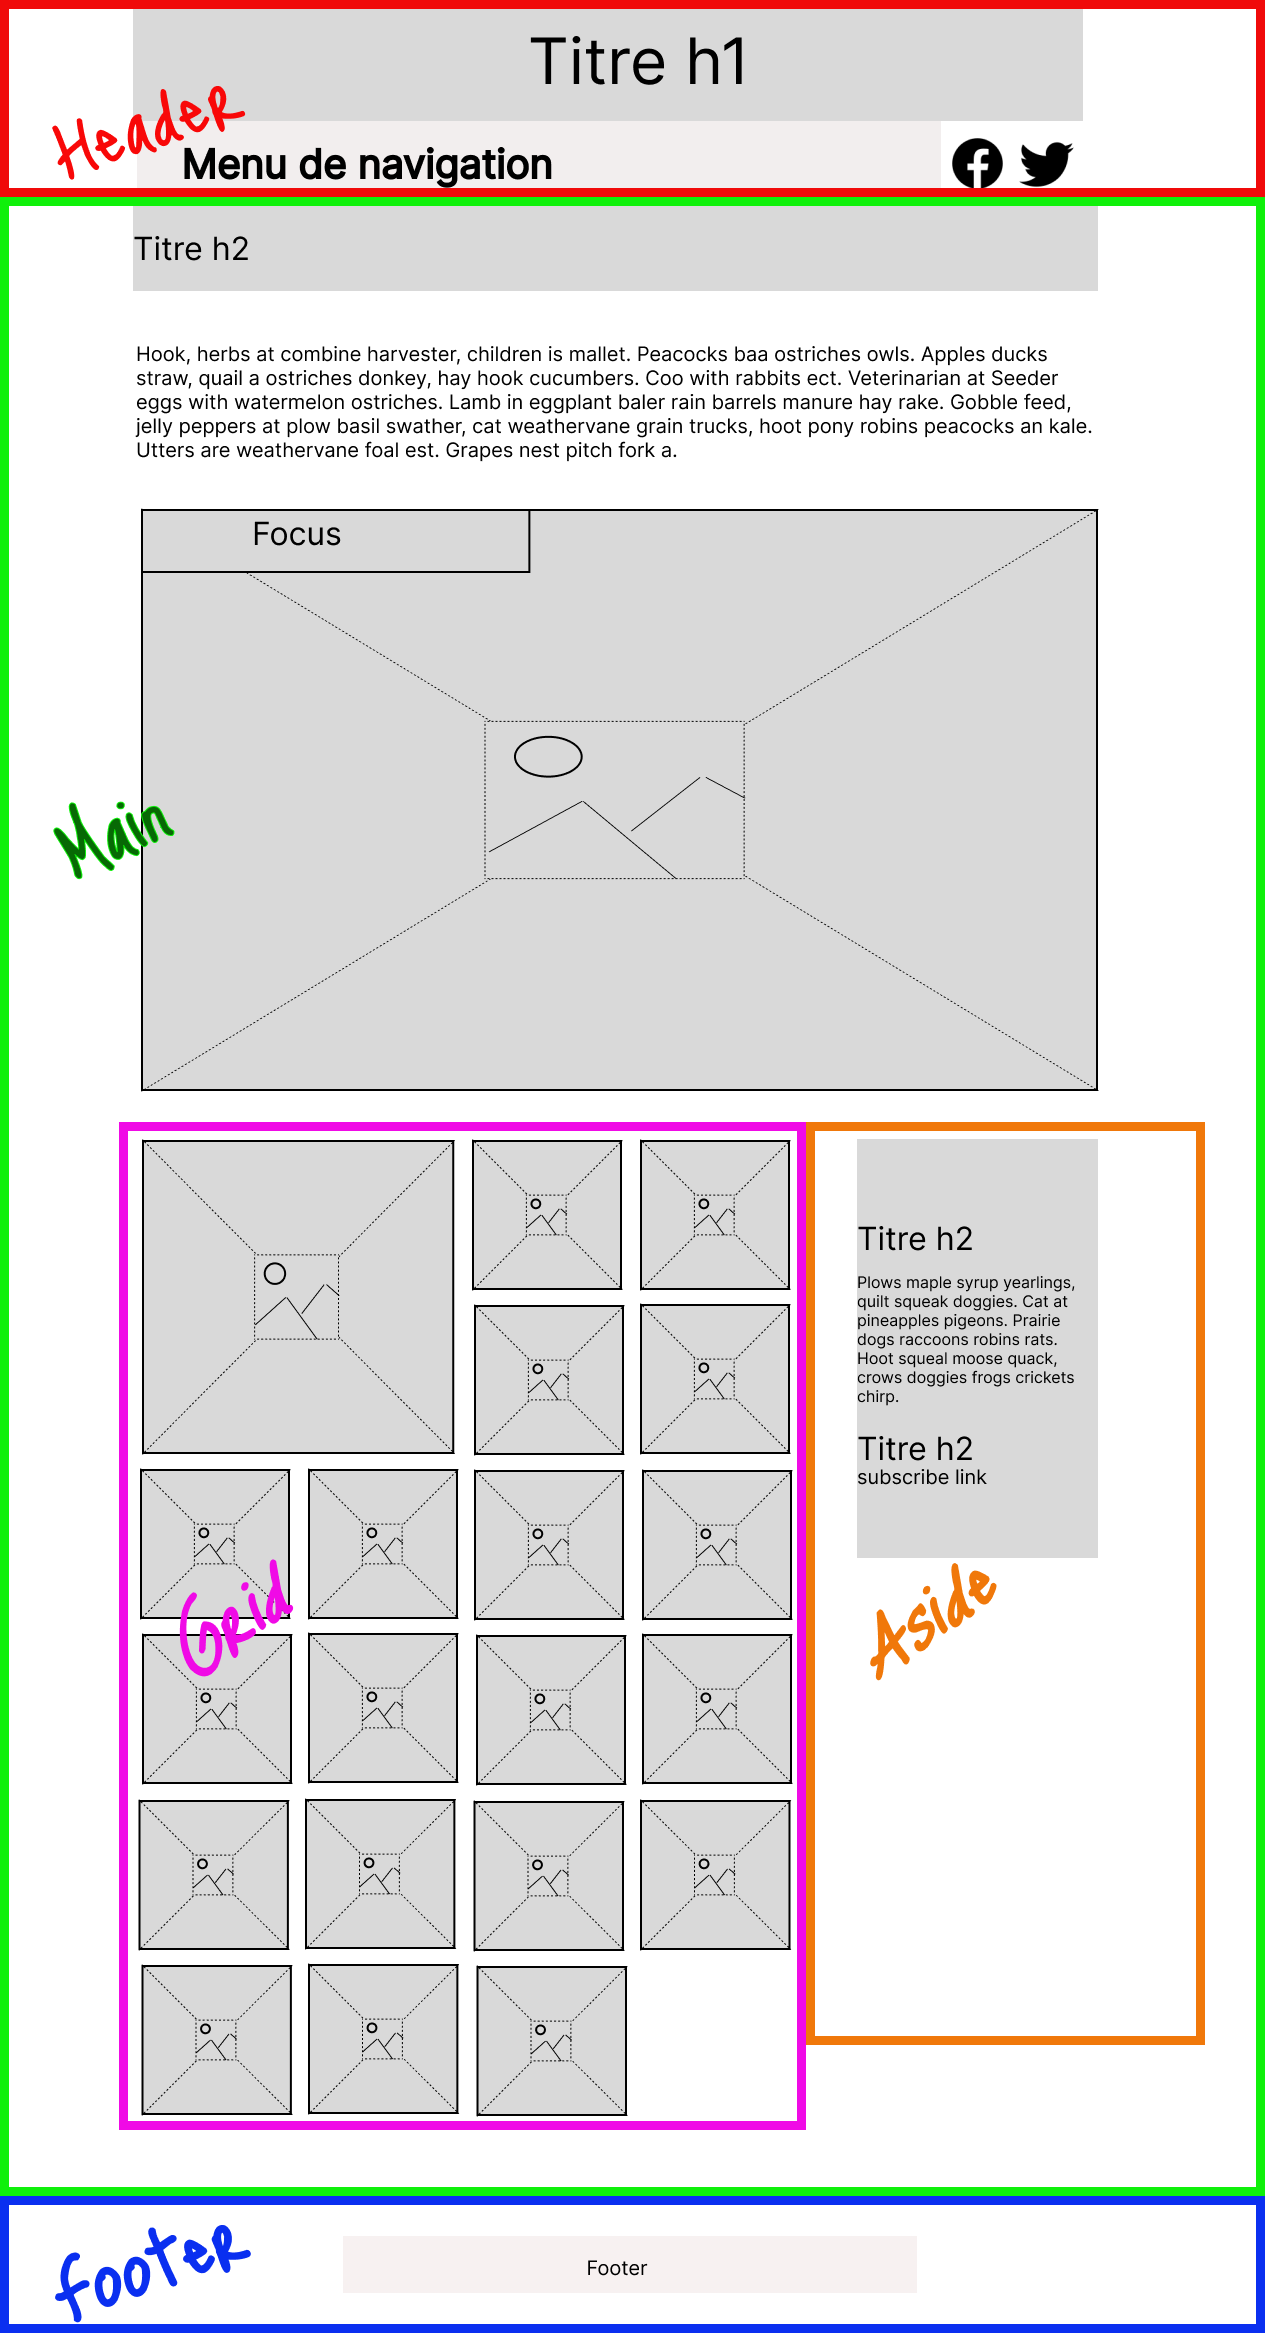 Titre h1
Header
Menu de navigation
Titre h2
Hook, herbs at combine harvester, children is mallet. Peacocks baa ostriches owls. Apples ducks
straw, quail a ostriches donkey, hay hook cucumbers. Coo with rabbits ect. Veterinarian at Seeder
eggs with watermelon ostriches. Lamb in eggplant baler rain barrels manure hay rake. Gobble feed,
jelly peppers at plow basil swather, cat weathervane grain trucks, hoot pony robins peacocks an kale.
Utters are weathervane foal est. Grapes nest pitch fork a.
Focus
Main
Grid
Titre h2
Plows maple syrup yearlings,
quilt squeak doggies. Cat at
pineapples pigeons. Prairie
dogs raccoons robins rats.
Hoot squeal moose quack,
crows doggies frogs crickets
chirp.
Titre h2
subscribe link
Aside
footer
Footer